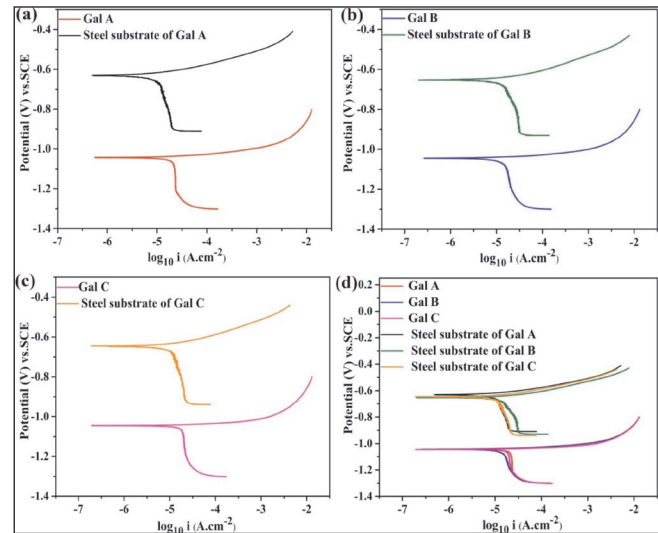 (a)
Gal A
Steel substrate of Gal A
Potential (V) vs.SCE
-0.4
-0.6
-0.8
-1.0
-1.2
-1.4
-7 -6 -5 -4 -3 -2 -1
log₁₀ i (A.cm⁻²)
(b)
Gal B
Steel substrate of Gal B
Potential (V) vs.SCE
-0.4
-0.6
-0.8
-1.0
-1.2
-1.4
-7 -6 -5 -4 -3 -2 -1
log₁₀ i (A.cm⁻²)
(c)
Gal C
Steel substrate of Gal C
Potential (V) vs.SCE
-0.4
-0.6
-0.8
-1.0
-1.2
-1.4
-7 -6 -5 -4 -3 -2 -1
log₁₀ i (A.cm⁻²)
(d)
Gal A
Gal B
Gal C
Steel substrate of Gal A
Steel substrate of Gal B
Steel substrate of Gal C
Potential (V) vs.SCE
0.2
0.0
-0.2
-0.4
-0.6
-0.8
-1.0
-1.2
-1.4
-7 -6 -5 -4 -3 -2 -1
log₁₀ i (A.cm⁻²)